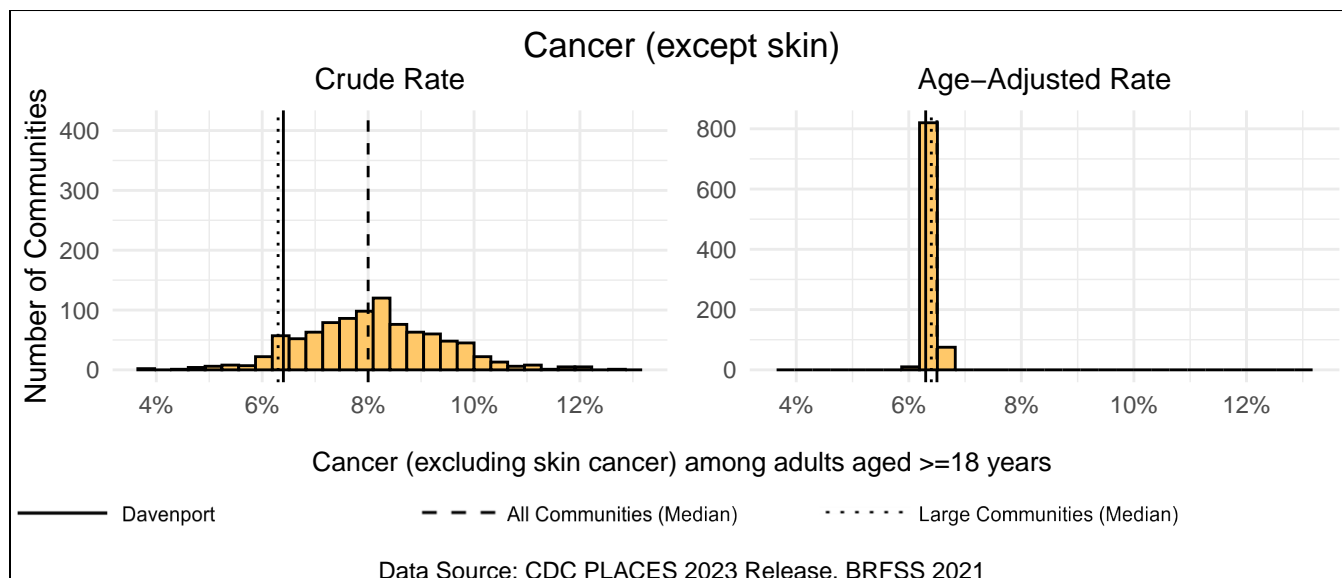 Cancer (except skin)
Crude Rate
Age−Adjusted Rate
Number of Communities
400
300
200
100
0
4%
6%
8%
10%
12%
800
600
400
200
0
4%
6%
8%
10%
12%
Cancer (excluding skin cancer) among adults aged >=18 years
Davenport
All Communities (Median)
Large Communities (Median)
Data Source: CDC PLACES 2023 Release, BRFSS 2021